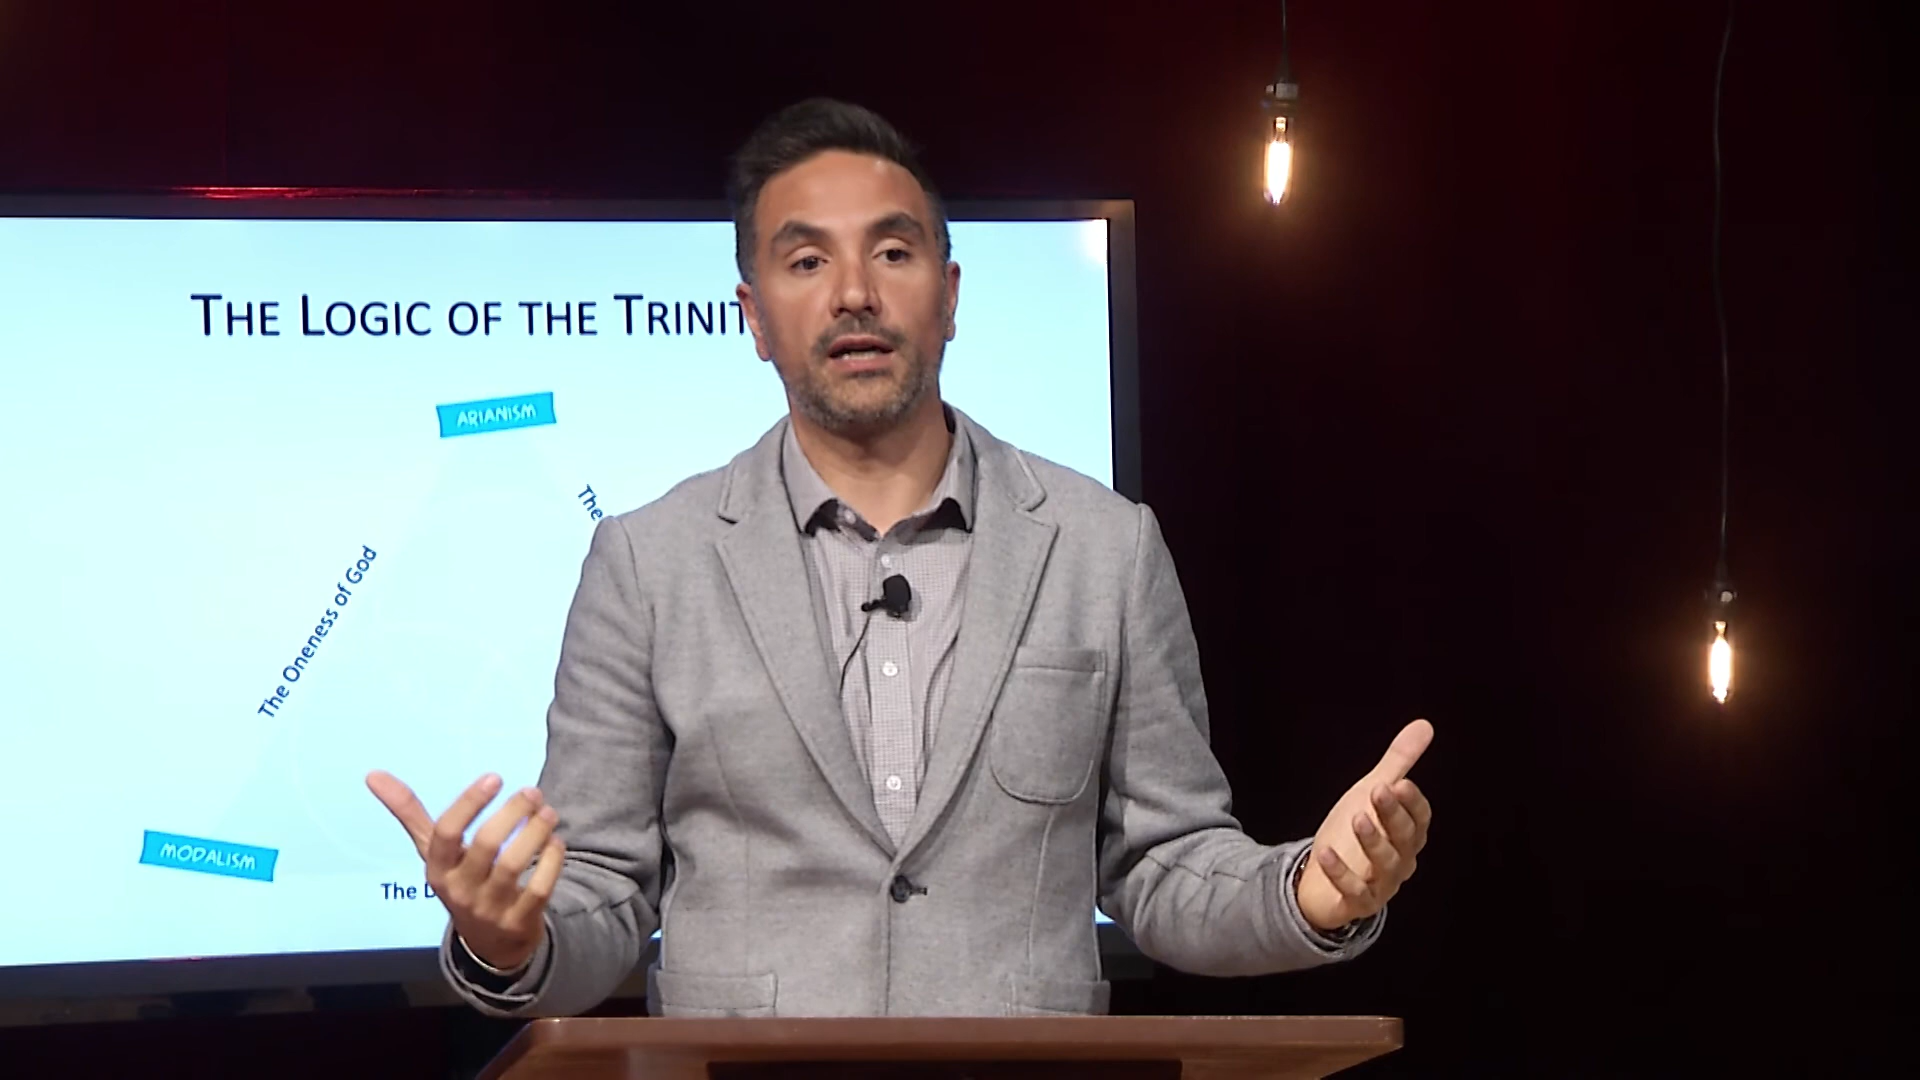 THE LOGIC OF THE TRINIT
ARIANISM
The
The Oneness of God
MODALISM
The D